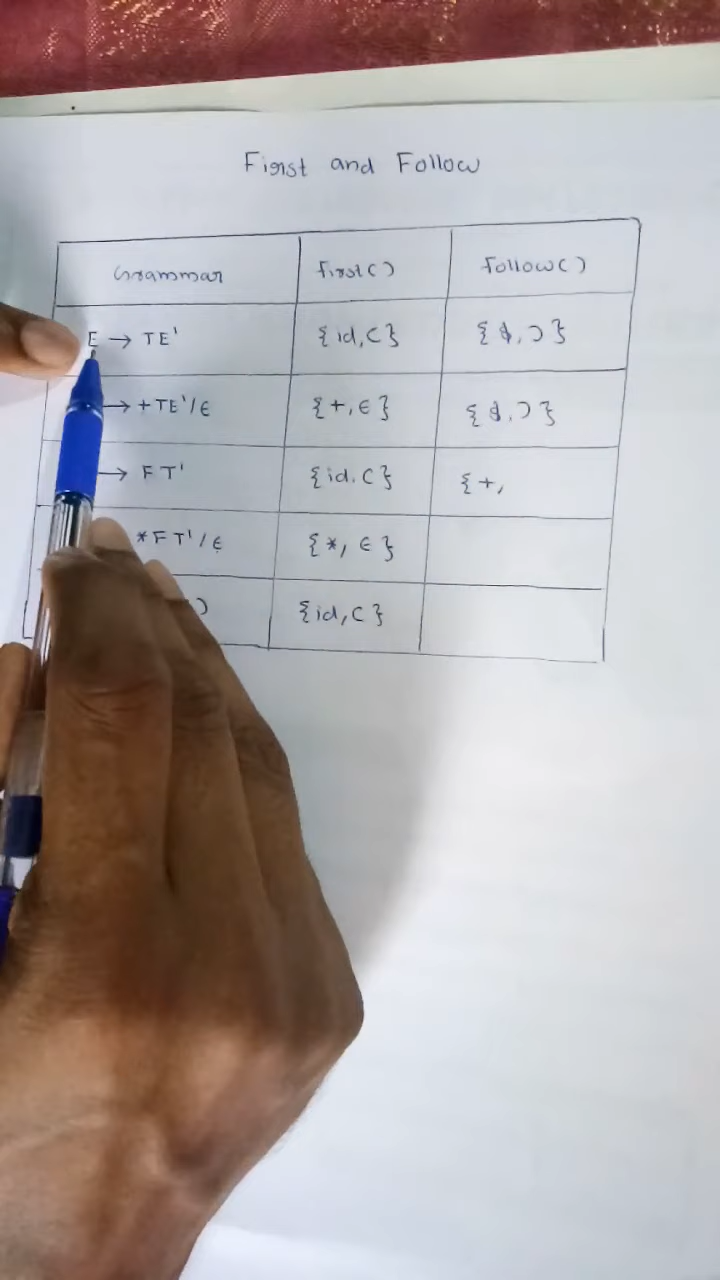 First and Follow
Grammar first() follow()
E → TE' {id,(} {$,)}
→ +TE'/ε {+,ε} {$,)}
→ FT' {id,(} {+,
*FT'/ε {*,ε}
) {id,(}